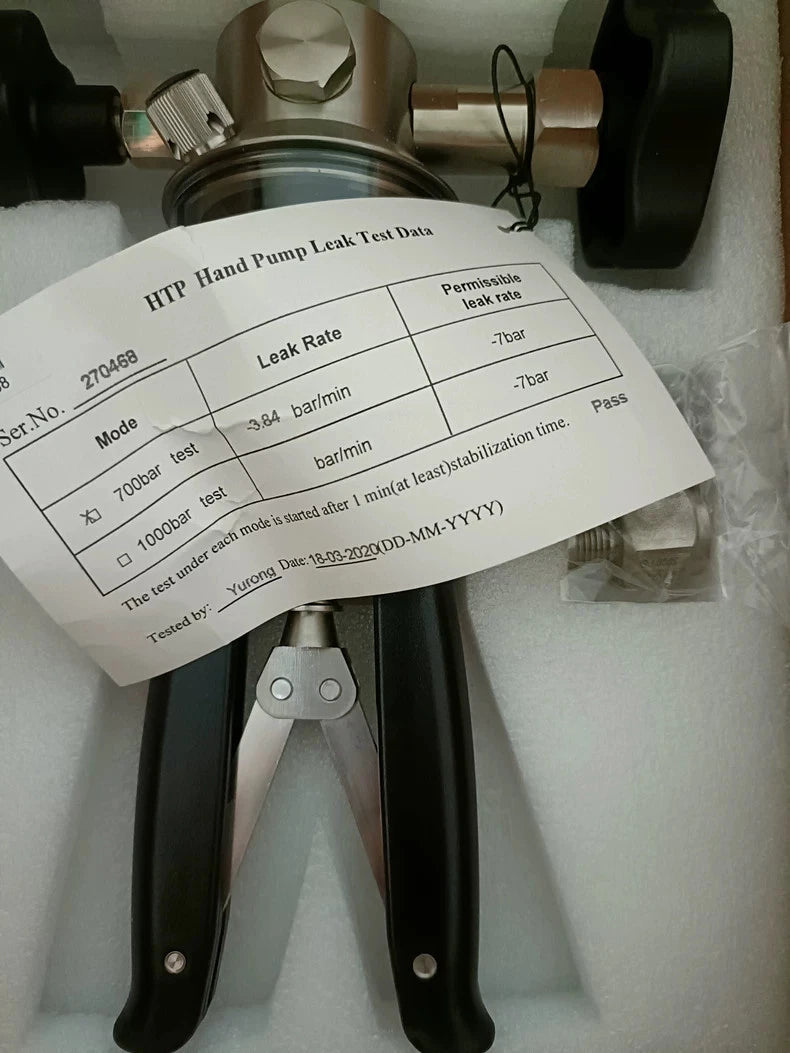 HTP Hand Pump Leak Test Data
Ser.No. 270468
Mode Leak Rate Permissible leak rate
☒ 700bar test -3.84 bar/min -7bar
☐ 1000bar test bar/min -7bar
The test under each mode is started after 1 min(at least)stabilization time. Pass
Tested by: Yurong Date:18-03-2020(DD-MM-YYYY)